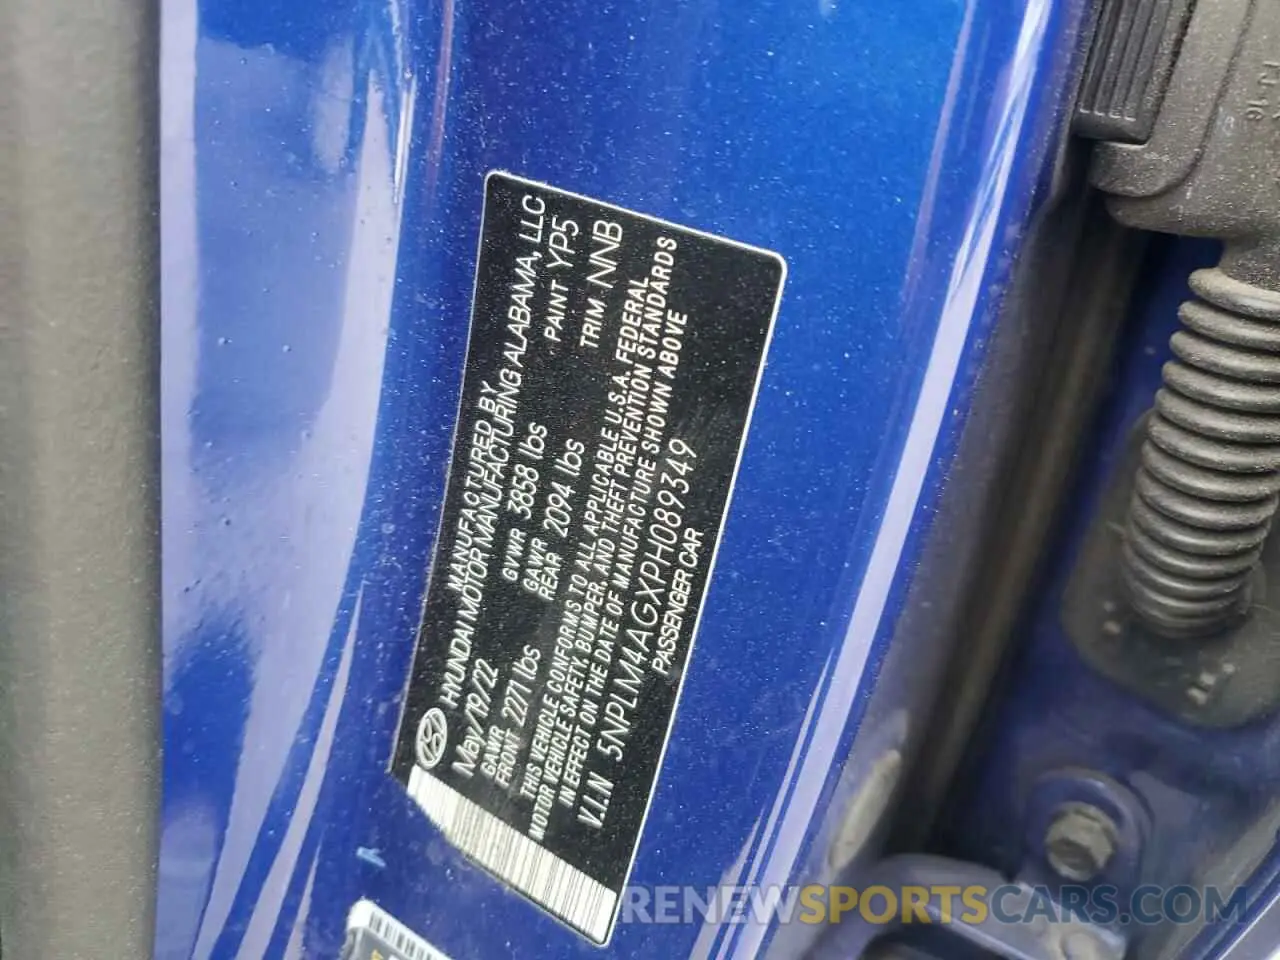 MANUFACTURED BY
HYUNDAI MOTOR MANUFACTURING ALABAMA, LLC
May/19/22 GVWR 3858 lbs PAINT YP5
GAWR FRONT 2271 lbs GAWR REAR 2094 lbs TRIM NNB
THIS VEHICLE CONFORMS TO ALL APPLICABLE U.S.A. FEDERAL
MOTOR VEHICLE SAFETY, BUMPER, AND THEFT PREVENTION STANDARDS
IN EFFECT ON THE DATE OF MANUFACTURE SHOWN ABOVE
V.I.N 5NPLM4AGXPH089349
PASSENGER CAR
RENEWSPORTSCARS.COM